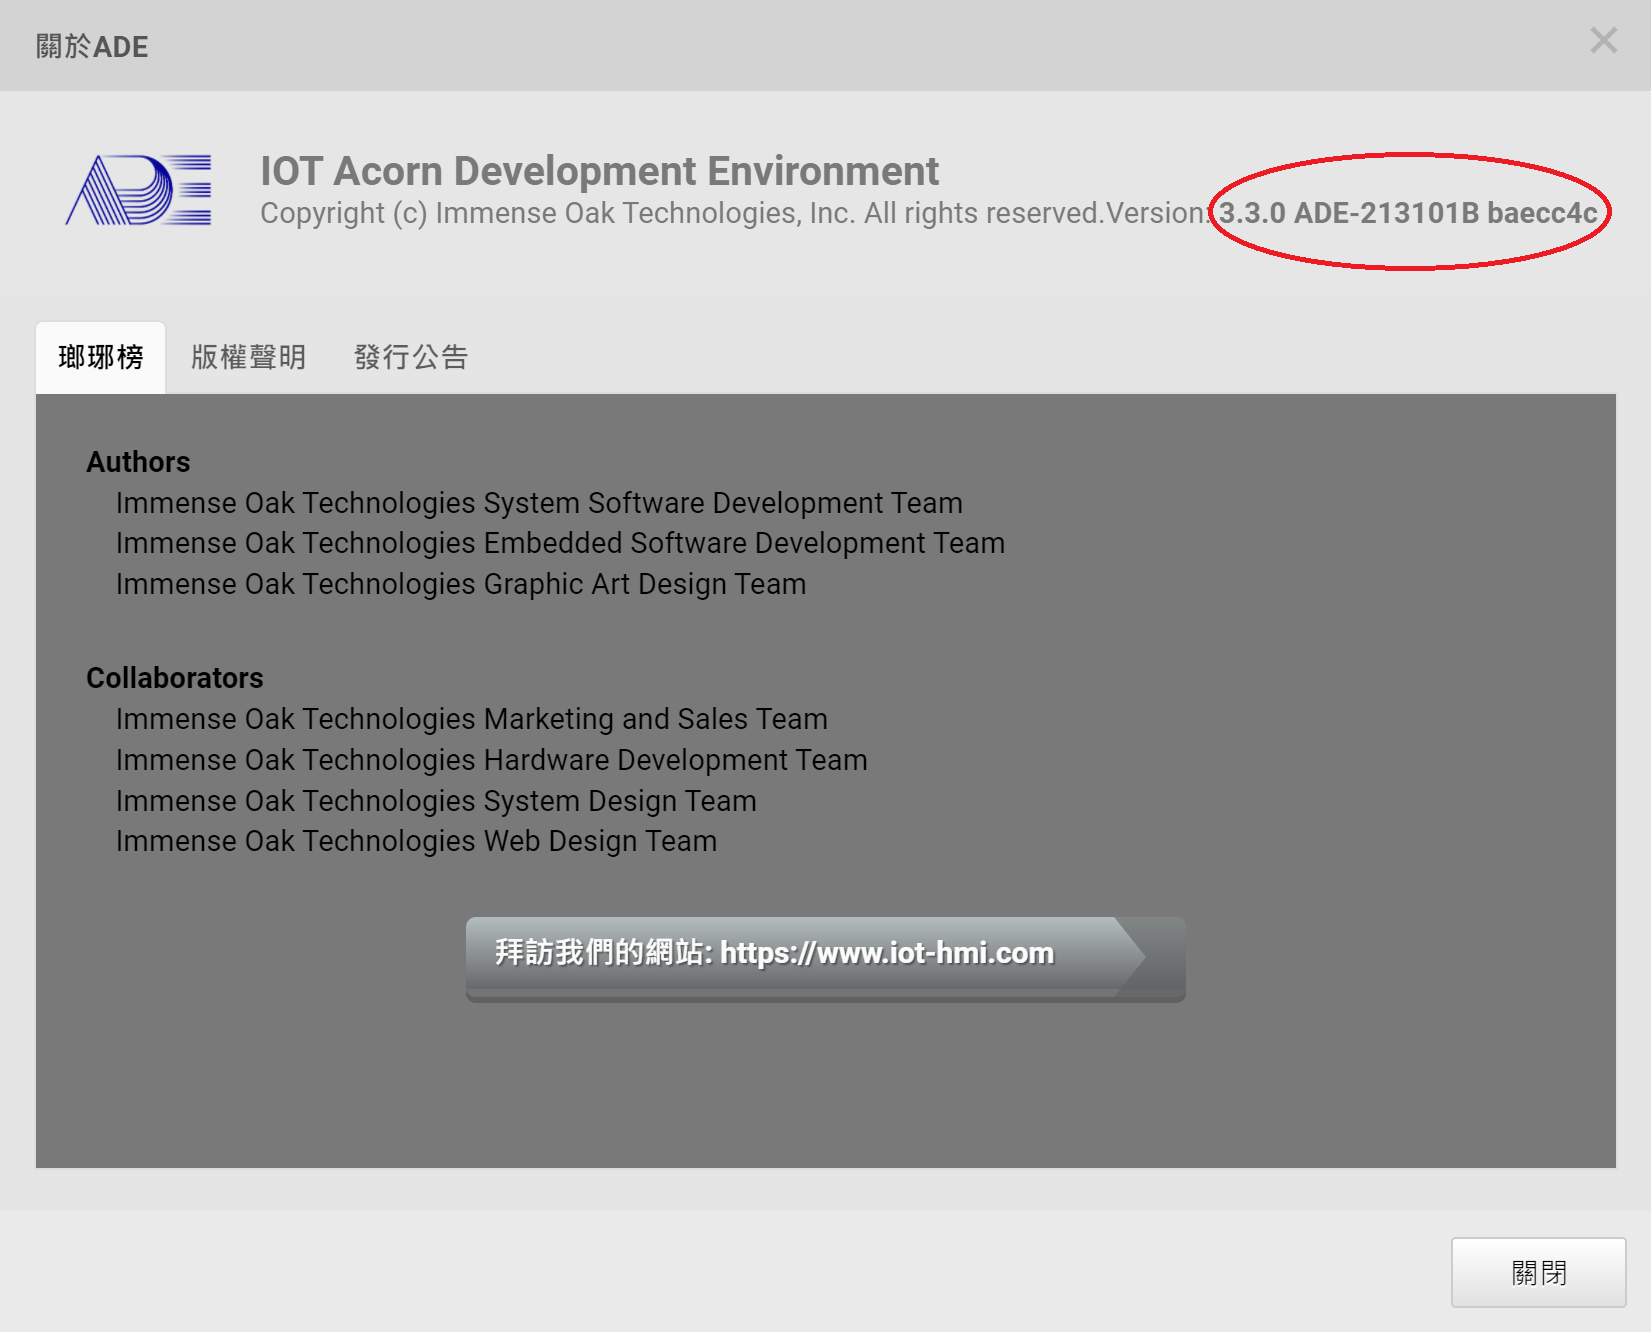 關於ADE
ADE
IOT Acorn Development Environment
Copyright (c) Immense Oak Technologies, Inc. All rights reserved.Version: 3.3.0 ADE-213101B baecc4c
瑯琊榜 版權聲明 發行公告
Authors
Immense Oak Technologies System Software Development Team
Immense Oak Technologies Embedded Software Development Team
Immense Oak Technologies Graphic Art Design Team
Collaborators
Immense Oak Technologies Marketing and Sales Team
Immense Oak Technologies Hardware Development Team
Immense Oak Technologies System Design Team
Immense Oak Technologies Web Design Team
拜訪我們的網站: https://www.iot-hmi.com
關閉